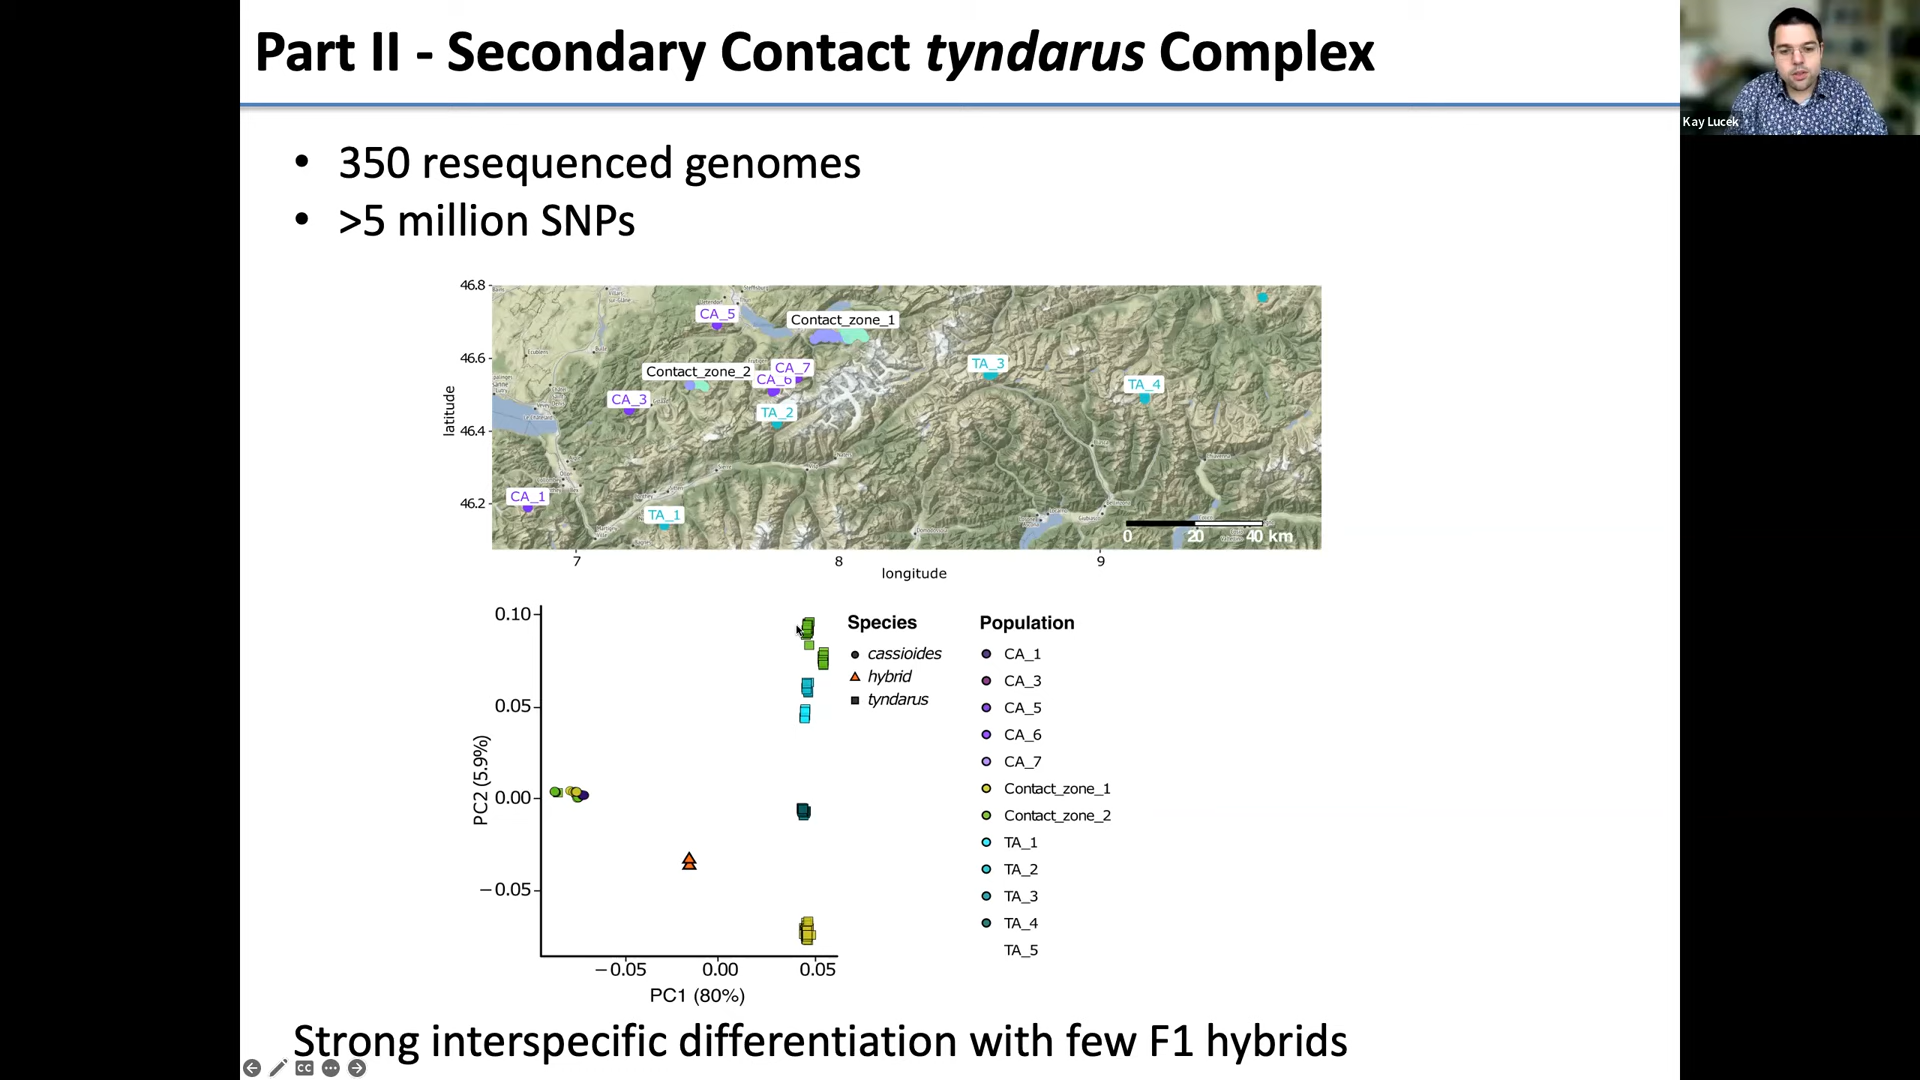 Part II - Secondary Contact tyndarus Complex
Kay Lucek
• 350 resequenced genomes
• >5 million SNPs
46.8
46.6
46.4
46.2
latitude
CA_5
Contact_zone_1
Contact_zone_2
CA_7
CA_6
TA_3
TA_4
CA_3
TA_2
CA_1
TA_1
0 20 40 km
7 8 9
longitude
0.10
0.05
0.00
−0.05
PC2 (5.9%)
−0.05 0.00 0.05
PC1 (80%)
Species
cassioides
hybrid
tyndarus
Population
CA_1
CA_3
CA_5
CA_6
CA_7
Contact_zone_1
Contact_zone_2
TA_1
TA_2
TA_3
TA_4
TA_5
Strong interspecific differentiation with few F1 hybrids
CC